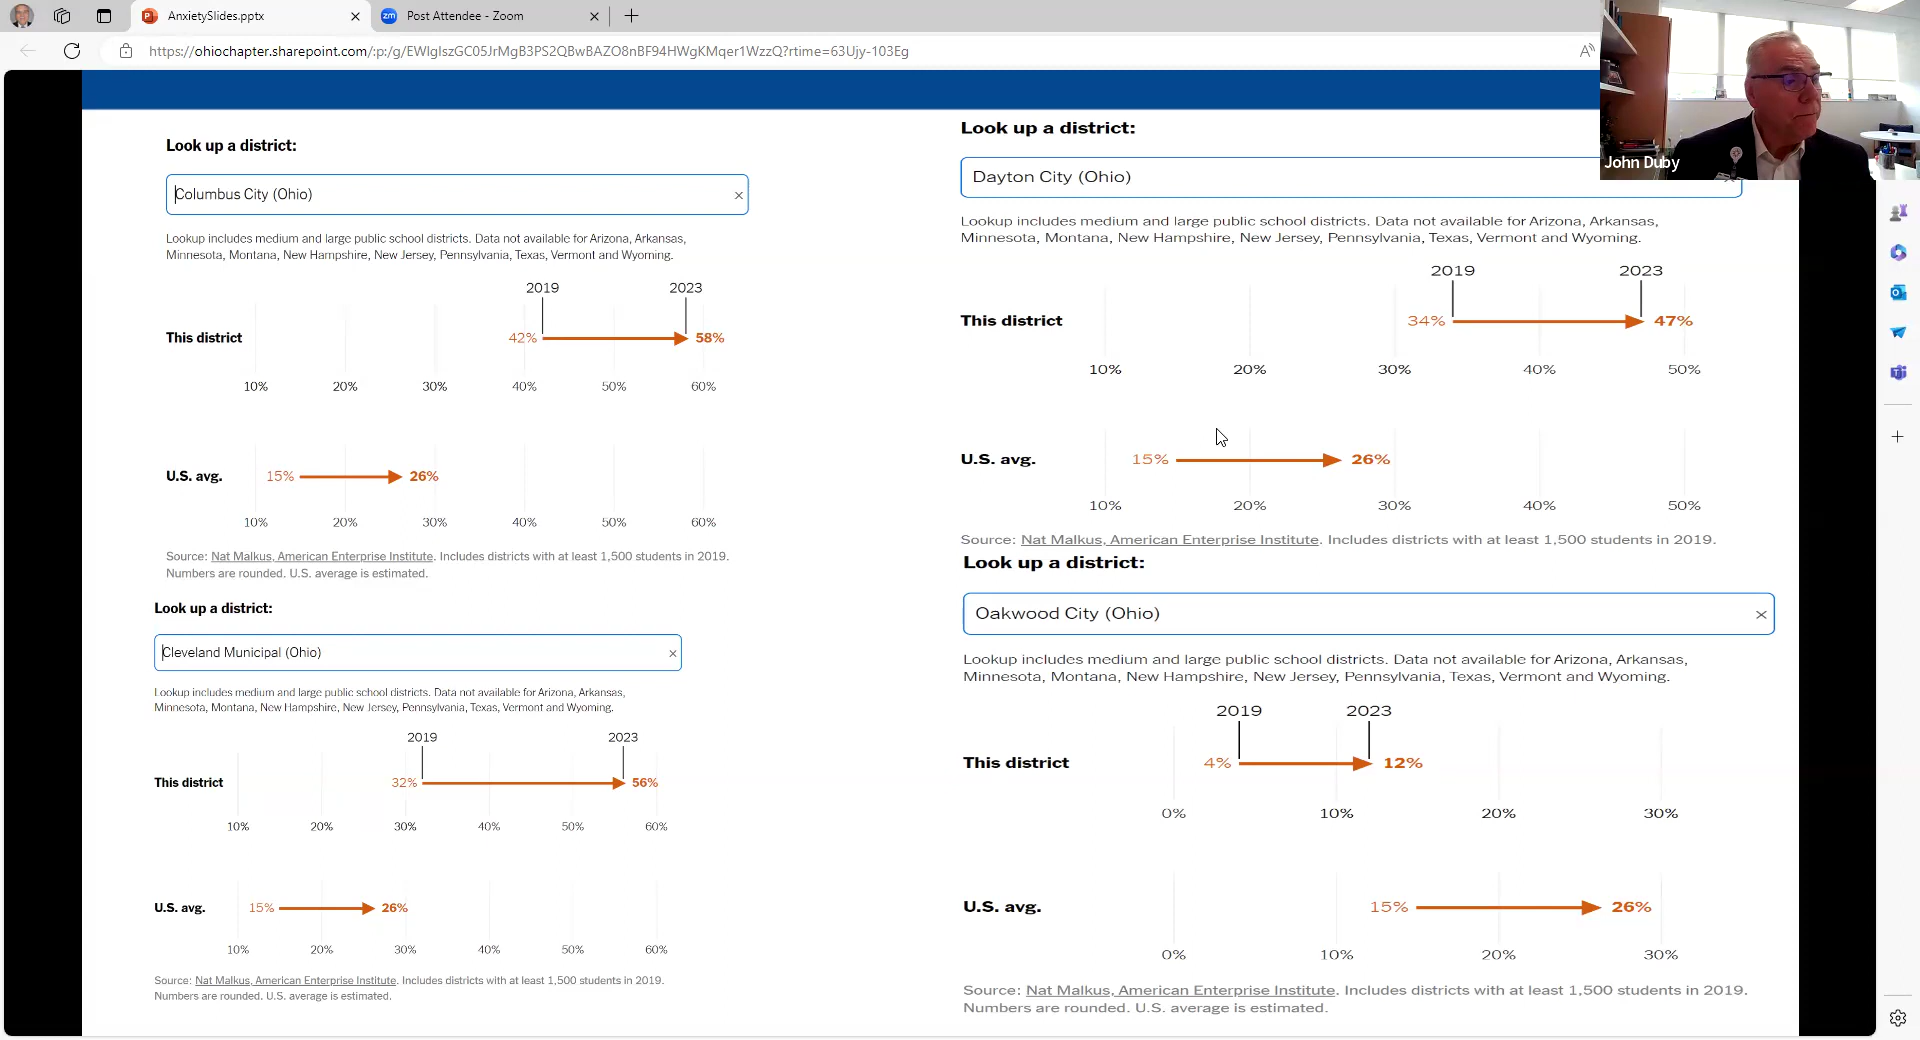 AnxietySlides.pptx
zm
Post Attendee - Zoom
https://ohiochapter.sharepoint.com/:p:/g/EWIgIszGC05JrMgB3PS2QBwBAZO8nBF94HWgKMqer1WzzQ?rtime=63Ujy-103Eg
John Duby
Look up a district:
Columbus City (Ohio)
Lookup includes medium and large public school districts. Data not available for Arizona, Arkansas,
Minnesota, Montana, New Hampshire, New Jersey, Pennsylvania, Texas, Vermont and Wyoming.
2019 2023
This district 42% 58%
10% 20% 30% 40% 50% 60%
U.S. avg. 15% 26%
10% 20% 30% 40% 50% 60%
Source: Nat Malkus, American Enterprise Institute. Includes districts with at least 1,500 students in 2019.
Numbers are rounded. U.S. average is estimated.
Look up a district:
Cleveland Municipal (Ohio)
Lookup includes medium and large public school districts. Data not available for Arizona, Arkansas,
Minnesota, Montana, New Hampshire, New Jersey, Pennsylvania, Texas, Vermont and Wyoming.
2019 2023
This district 32% 56%
10% 20% 30% 40% 50% 60%
U.S. avg. 15% 26%
10% 20% 30% 40% 50% 60%
Source: Nat Malkus, American Enterprise Institute. Includes districts with at least 1,500 students in 2019.
Numbers are rounded. U.S. average is estimated.
Look up a district:
Dayton City (Ohio)
Lookup includes medium and large public school districts. Data not available for Arizona, Arkansas,
Minnesota, Montana, New Hampshire, New Jersey, Pennsylvania, Texas, Vermont and Wyoming.
2019 2023
This district 34% 47%
10% 20% 30% 40% 50%
U.S. avg. 15% 26%
10% 20% 30% 40% 50%
Source: Nat Malkus, American Enterprise Institute. Includes districts with at least 1,500 students in 2019.
Look up a district:
Oakwood City (Ohio)
Lookup includes medium and large public school districts. Data not available for Arizona, Arkansas,
Minnesota, Montana, New Hampshire, New Jersey, Pennsylvania, Texas, Vermont and Wyoming.
2019 2023
This district 4% 12%
0% 10% 20% 30%
U.S. avg. 15% 26%
0% 10% 20% 30%
Source: Nat Malkus, American Enterprise Institute. Includes districts with at least 1,500 students in 2019.
Numbers are rounded. U.S. average is estimated.